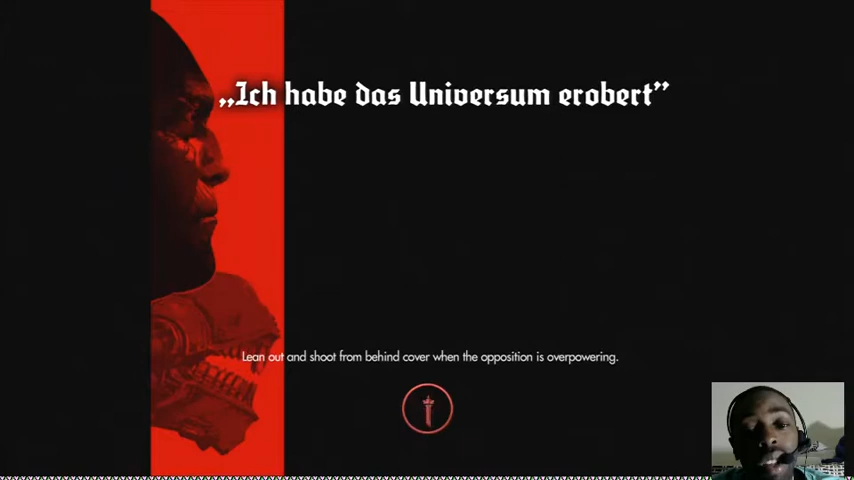 „Ich habe das Universum erobert”
Lean out and shoot from behind cover when the opposition is overpowering.